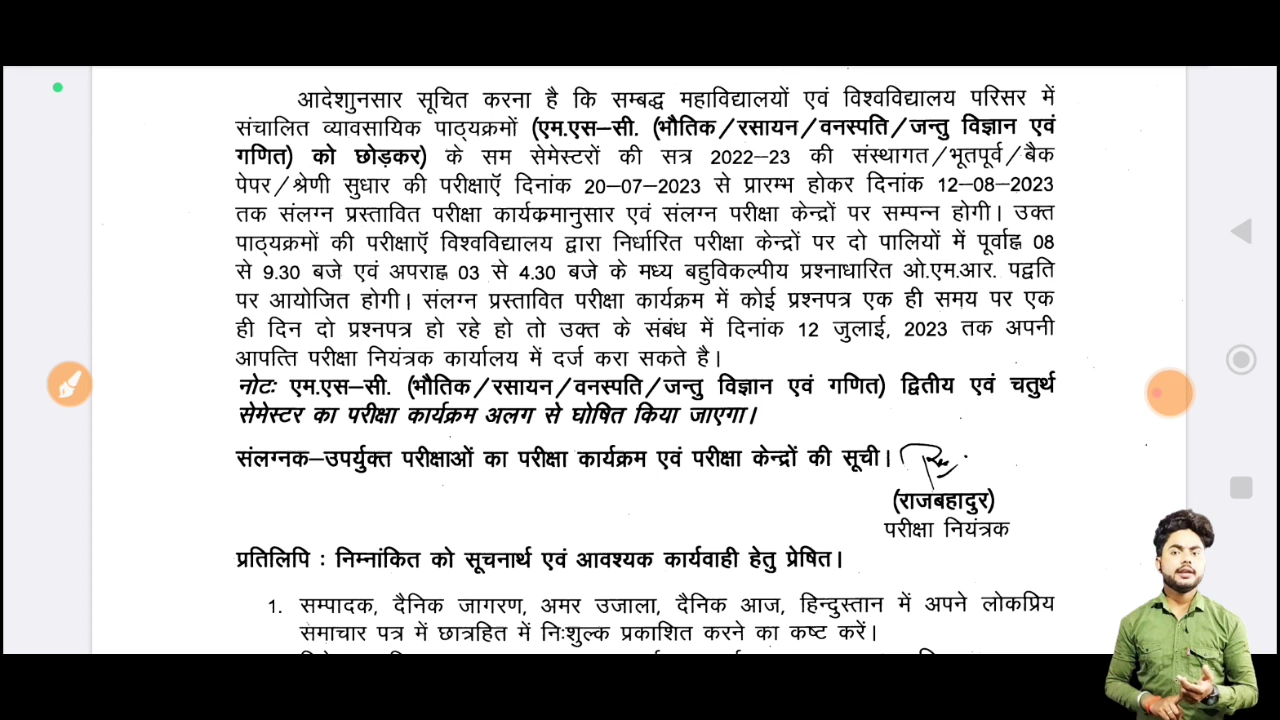 आदेशाुनसार सूचित करना है कि सम्बद्ध महाविद्यालयों एवं विश्वविद्यालय परिसर में
संचालित व्यावसायिक पाठ्यक्रमों (एम.एस–सी. (भौतिक/रसायन/वनस्पति/जन्तु विज्ञान एवं
गणित) को छोड़कर) के सम सेमेस्टरों की सत्र 2022–23 की संस्थागत/भूतपूर्व/बैक
पेपर/श्रेणी सुधार की परीक्षाऍ दिनांक 20–07–2023 से प्रारम्भ होकर दिनांक 12–08–2023
तक संलग्न प्रस्तावित परीक्षा कार्यकमानुसार एवं संलग्न परीक्षा केन्द्रों पर सम्पन्न होगी। उक्त
पाठ्यक्रमों की परीक्षाऍ विश्वविद्यालय द्वारा निर्धारित परीक्षा केन्द्रों पर दो पालियों में पूर्वाह्न 08
से 9.30 बजे एवं अपराह्न 03 से 4.30 बजे के मध्य बहुविकल्पीय प्रश्नाधारित ओ.एम.आर. पद्वति
पर आयोजित होगी। संलग्न प्रस्तावित परीक्षा कार्यक्रम में कोई प्रश्नपत्र एक ही समय पर एक
ही दिन दो प्रश्नपत्र हो रहे हो तो उक्त के संबंध में दिनांक 12 जुलाई, 2023 तक अपनी
आपत्ति परीक्षा नियंत्रक कार्यालय में दर्ज करा सकते है।
नोटः एम.एस–सी. (भौतिक/रसायन/वनस्पति/जन्तु विज्ञान एवं गणित) द्वितीय एवं चतुर्थ
सेमेस्टर का परीक्षा कार्यक्रम अलग से घोषित किया जाएगा।
संलग्नक–उपर्युक्त परीक्षाओं का परीक्षा कार्यक्रम एवं परीक्षा केन्द्रों की सूची।
(राजबहादुर)
परीक्षा नियंत्रक
प्रतिलिपि : निम्नांकित को सूचनार्थ एवं आवश्यक कार्यवाही हेतु प्रेषित।
1. सम्पादक, दैनिक जागरण, अमर उजाला, दैनिक आज, हिन्दुस्तान में अपने लोकप्रिय
समाचार पत्र में छात्रहित में निःशुल्क प्रकाशित करने का कष्ट करें।